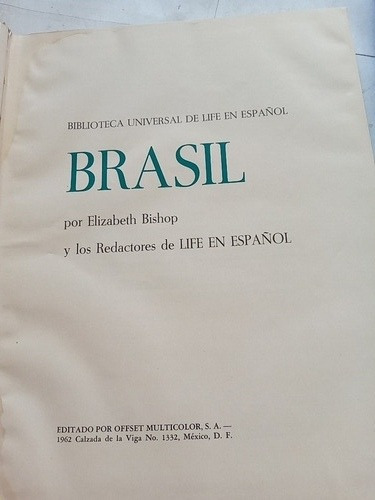 BIBLIOTECA UNIVERSAL DE LIFE EN ESPAÑOL
BRASIL
por Elizabeth Bishop
y los Redactores de LIFE EN ESPAÑOL
EDITADO POR OFFSET MULTICOLOR, S. A.—
1962 Calzada de la Viga No. 1332, México, D. F.